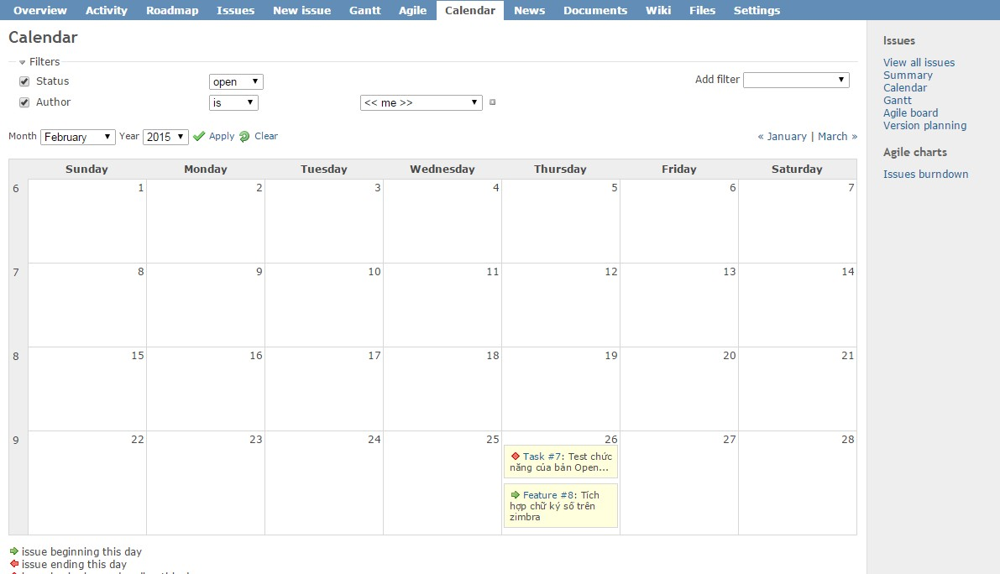 Overview Activity Roadmap Issues New issue Gantt Agile Calendar News Documents Wiki Files Settings
Calendar
Filters
Status open Add filter
Author is << me >>
Month February Year 2015 Apply Clear « January | March »
Sunday Monday Tuesday Wednesday Thursday Friday Saturday
6 1 2 3 4 5 6 7
7 8 9 10 11 12 13 14
8 15 16 17 18 19 20 21
9 22 23 24 25 26 27 28
Task #7: Test chức
năng của bản Open...
Feature #8: Tích
hợp chữ ký số trên
zimbra
issue beginning this day
issue ending this day
Issues
View all issues
Summary
Calendar
Gantt
Agile board
Version planning
Agile charts
Issues burndown